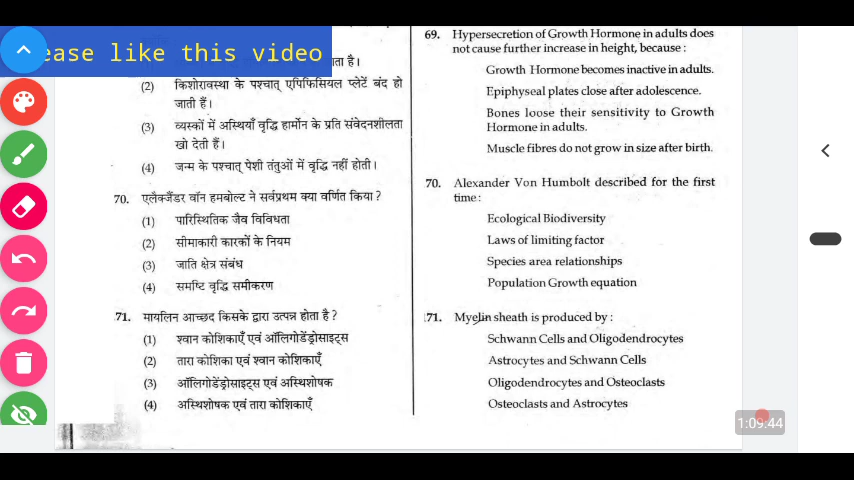 ease like this video
ता है।
(2) किशोरावस्था के पश्चात् एपिफिसियल प्लेटें बंद हो
जाती हैं।
(3) व्यस्कों में अस्थियाँ वृद्धि हार्मोन के प्रति संवेदनशीलता
खो देती हैं।
(4) जन्म के पश्चात् पेशी तंतुओं में वृद्धि नहीं होती।
70. एलैक्जैंडर वॉन हमबोल्ट ने सर्वप्रथम क्या वर्णित किया ?
(1) पारिस्थितिक जैव विविधता
(2) सीमाकारी कारकों के नियम
(3) जाति क्षेत्र संबंध
(4) समष्टि वृद्धि समीकरण
71. मायलिन आच्छद किसके द्वारा उत्पन्न होता है ?
(1) श्वान कोशिकाएँ एवं ऑलिगोडेंड्रोसाइट्स
(2) तारा कोशिका एवं श्वान कोशिकाएँ
(3) ऑलिगोडेंड्रोसाइट्स एवं अस्थिशोषक
(4) अस्थिशोषक एवं तारा कोशिकाएँ
69. Hypersecretion of Growth Hormone in adults does
not cause further increase in height, because :
Growth Hormone becomes inactive in adults.
Epiphyseal plates close after adolescence.
Bones loose their sensitivity to Growth
Hormone in adults.
Muscle fibres do not grow in size after birth.
70. Alexander Von Humbolt described for the first
time :
Ecological Biodiversity
Laws of limiting factor
Species area relationships
Population Growth equation
71. Myelin sheath is produced by :
Schwann Cells and Oligodendrocytes
Astrocytes and Schwann Cells
Oligodendrocytes and Osteoclasts
Osteoclasts and Astrocytes
1:09:44